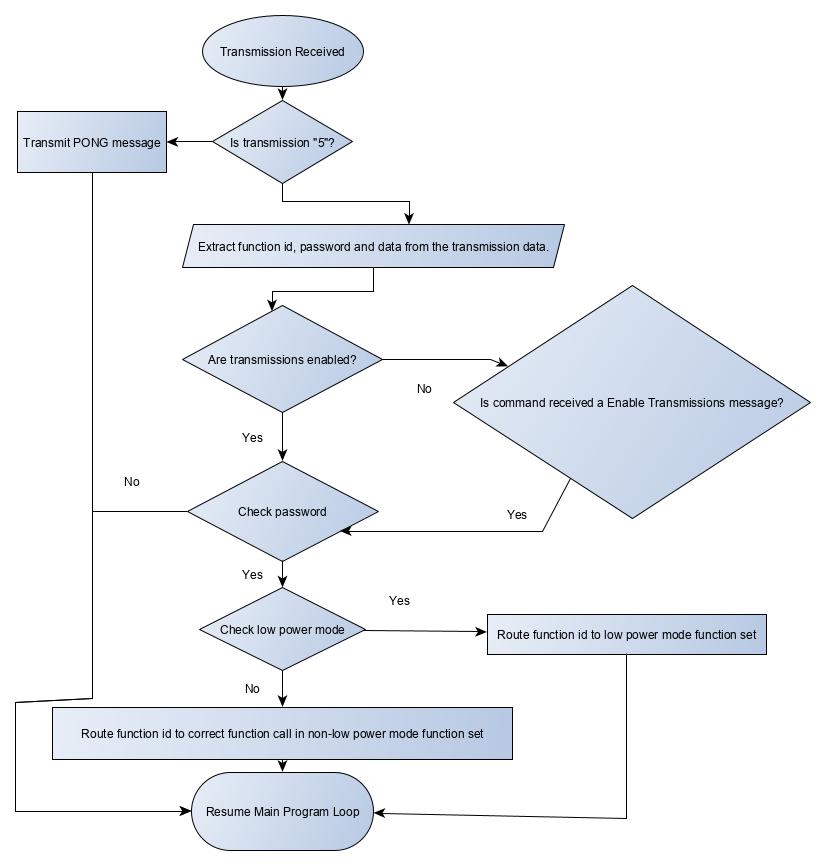 Transmission Received
Is transmission "5"?
Transmit PONG message
Extract function id, password and data from the transmission data.
Are transmissions enabled?
No
Is command received a Enable Transmissions message?
Yes
No
Check password
Yes
Yes
Yes
Check low power mode
Route function id to low power mode function set
No
Route function id to correct function call in non-low power mode function set
Resume Main Program Loop